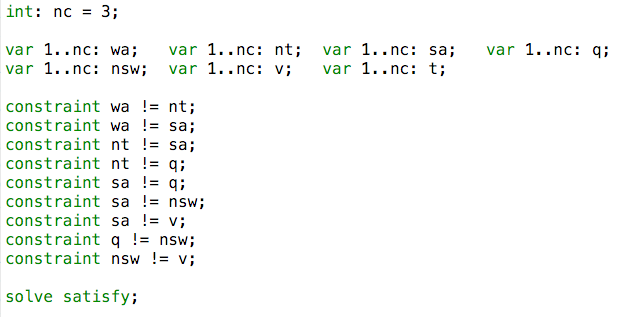 int: nc = 3;
var 1..nc: wa;   var 1..nc: nt;  var 1..nc: sa;   var 1..nc: q;
var 1..nc: nsw;  var 1..nc: v;   var 1..nc: t;
constraint wa != nt;
constraint wa != sa;
constraint nt != sa;
constraint nt != q;
constraint sa != q;
constraint sa != nsw;
constraint sa != v;
constraint q != nsw;
constraint nsw != v;
solve satisfy;